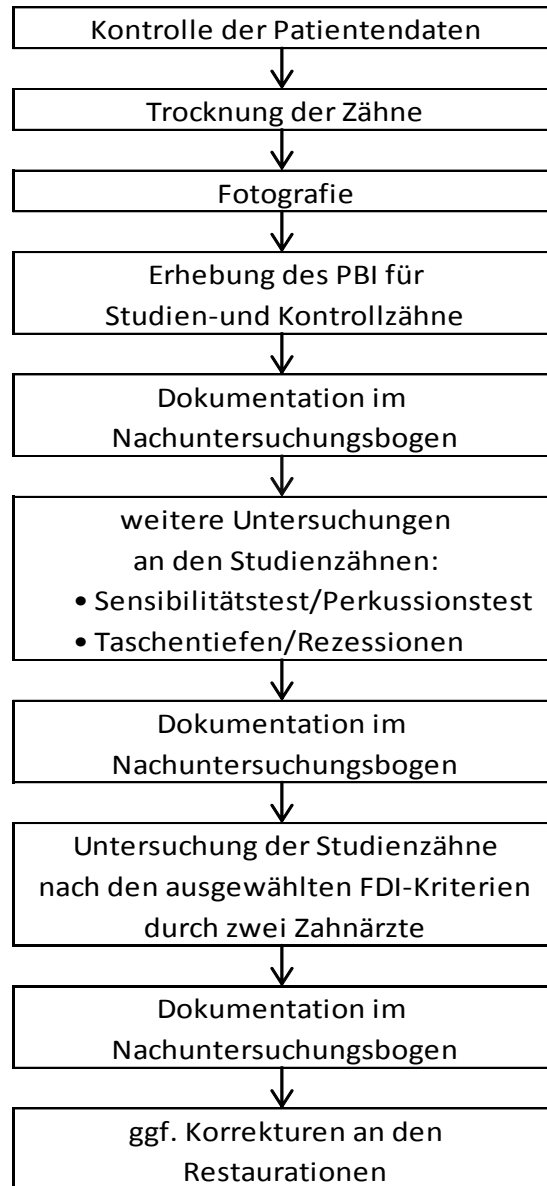 Kontrolle der Patientendaten
Trocknung der Zähne
Fotografie
Erhebung des PBI für
Studien-und Kontrollzähne
Dokumentation im
Nachuntersuchungsbogen
weitere Untersuchungen
an den Studienzähnen:
• Sensibilitätstest/Perkussionstest
• Taschentiefen/Rezessionen
Dokumentation im
Nachuntersuchungsbogen
Untersuchung der Studienzähne
nach den ausgewählten FDI-Kriterien
durch zwei Zahnärzte
Dokumentation im
Nachuntersuchungsbogen
ggf. Korrekturen an den
Restaurationen